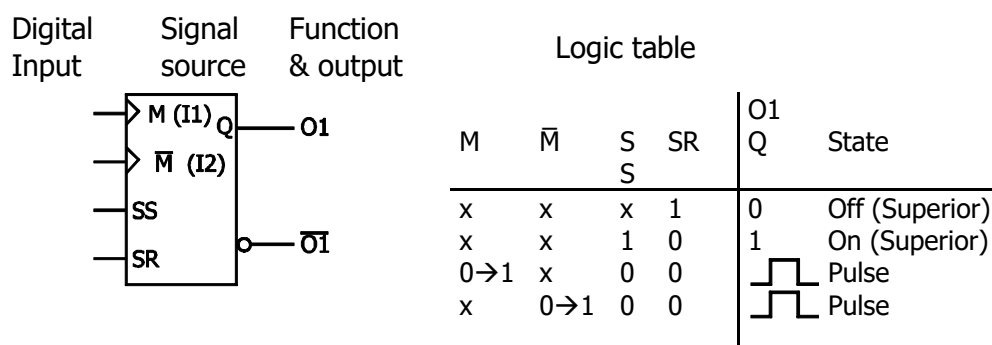 Digital Signal Function
Input source & output
Logic table
M (I1) Q O1
M̅ (I2)
SS
O̅1̅
SR
O1
M M̅ S SR Q State
S
x x x 1 0 Off (Superior)
x x 1 0 1 On (Superior)
0→1 x 0 0 Pulse
x 0→1 0 0 Pulse